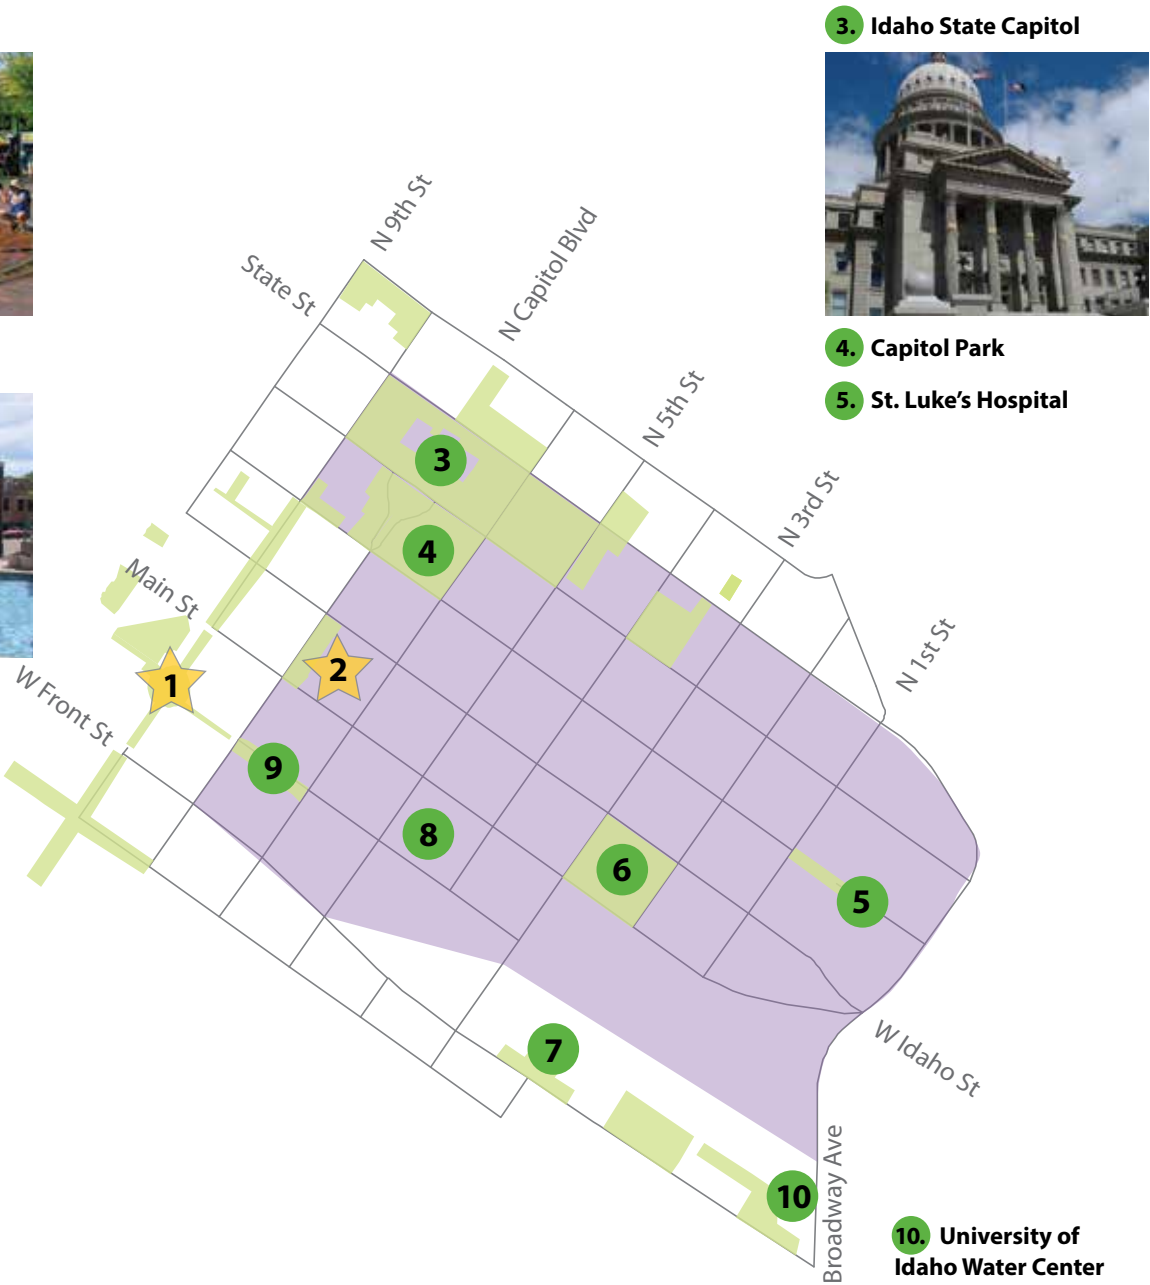 3. Idaho State Capitol
4. Capitol Park
5. St. Luke's Hospital
N 9th St
State St
N Capitol Blvd
N 5th St
N 3rd St
N 1st St
Main St
W Front St
W Idaho St
Broadway Ave
3
4
2
1
9
8
6
5
7
10
10. University of
Idaho Water Center